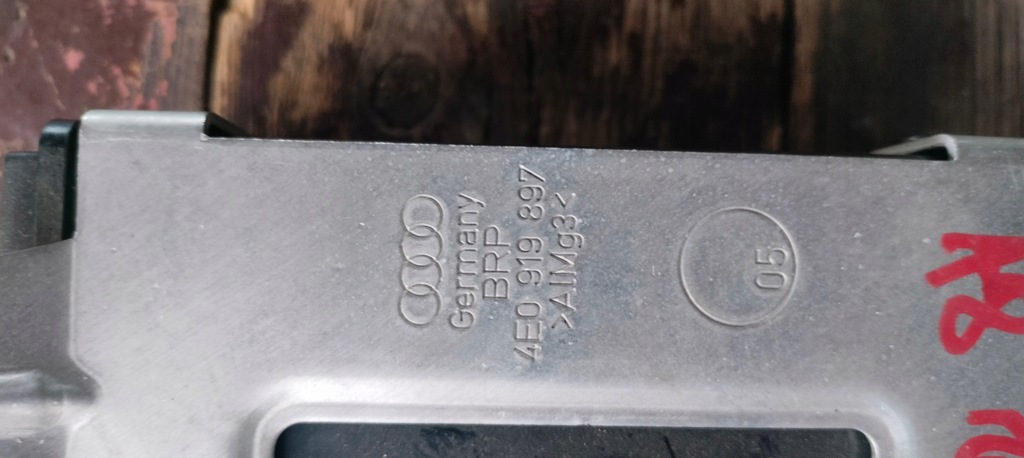 Germany
BRP
4E0 919 897
>AlMg3<
05